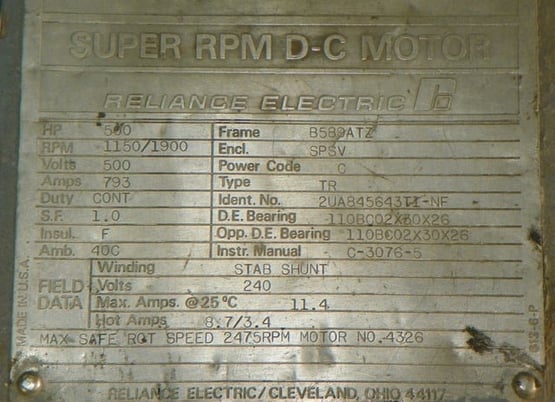 SUPER RPM D-C MOTOR
RELIANCE ELECTRIC
HP 500 Frame B589ATZ
RPM 1150/1900 Encl. SPSV
Volts 500 Power Code C
Amps 793 Type TR
Duty CONT Ident. No. 2UA845643T1-NF
S.F. 1.0 D.E. Bearing 110BC02X30X26
Insul. F Opp. D.E. Bearing 110BC02X30X26
Amb. 40C Instr. Manual C-3076-5
FIELD DATA
Winding STAB SHUNT
Volts 240
Max. Amps. @ 25 °C 11.4
Hot Amps 8.7/3.4
MAX SAFE ROT SPEED 2475RPM MOTOR NO.4326
RELIANCE ELECTRIC/CLEVELAND, OHIO 44117
MADE IN U.S.A.